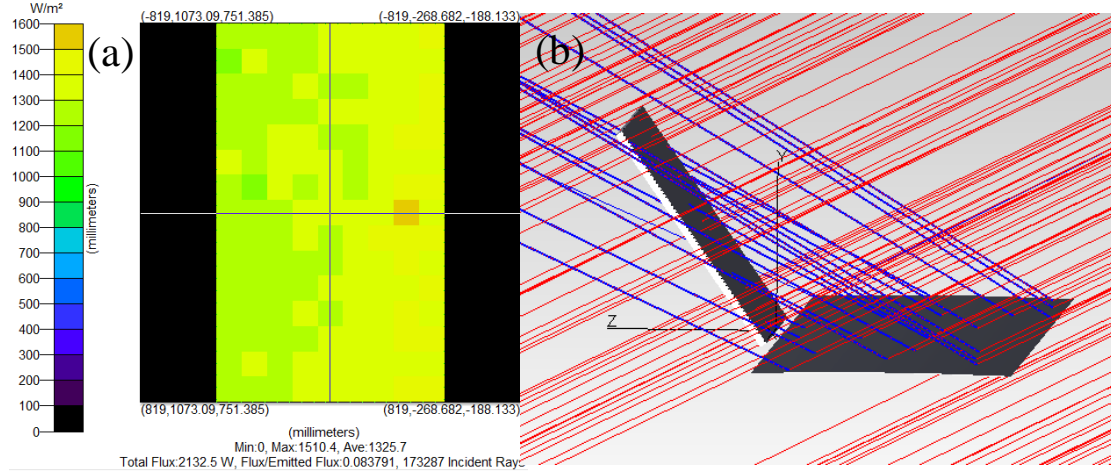 W/m²
(-819,1073.09,751.385) (-819,-268.682,-188.133)
1600
1500
1400
1300
1200
1100
1000
900
800
700
600
500
400
300
200
100
0
(millimeters)
(a)
(819,1073.09,751.385) (819,-268.682,-188.133)
(millimeters)
Min:0, Max:1510.4, Ave:1325.7
Total Flux:2132.5 W, Flux/Emitted Flux:0.083791, 173287 Incident Rays
(b)
Y
Z